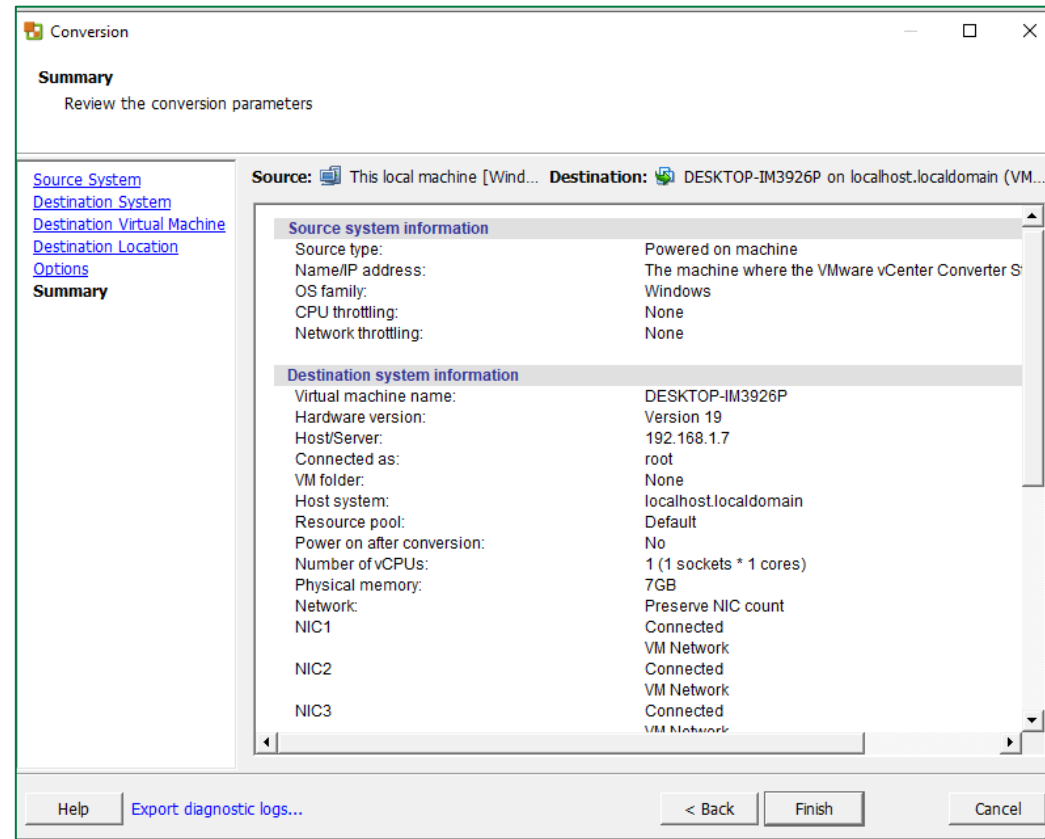 Conversion
Summary
Review the conversion parameters
Source System
Destination System
Destination Virtual Machine
Destination Location
Options
Summary
Source: This local machine [Wind... Destination: DESKTOP-IM3926P on localhost.localdomain (VM...
Source system information
Source type: Powered on machine
Name/IP address: The machine where the VMware vCenter Converter S
OS family: Windows
CPU throttling: None
Network throttling: None
Destination system information
Virtual machine name: DESKTOP-IM3926P
Hardware version: Version 19
Host/Server: 192.168.1.7
Connected as: root
VM folder: None
Host system: localhost.localdomain
Resource pool: Default
Power on after conversion: No
Number of vCPUs: 1 (1 sockets * 1 cores)
Physical memory: 7GB
Network: Preserve NIC count
NIC1 Connected
VM Network
NIC2 Connected
VM Network
NIC3 Connected
VM Network
Help Export diagnostic logs... < Back Finish Cancel